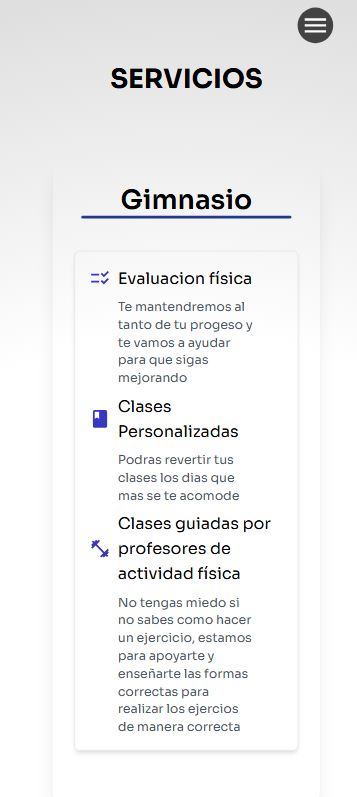 SERVICIOS
Gimnasio
Evaluacion física
Te mantendremos al
tanto de tu progeso y
te vamos a ayudar
para que sigas
mejorando
Clases
Personalizadas
Podras revertir tus
clases los dias que
mas se te acomode
Clases guiadas por
profesores de
actividad física
No tengas miedo si
no sabes como hacer
un ejercicio, estamos
para apoyarte y
enseñarte las formas
correctas para
realizar los ejercios
de manera correcta